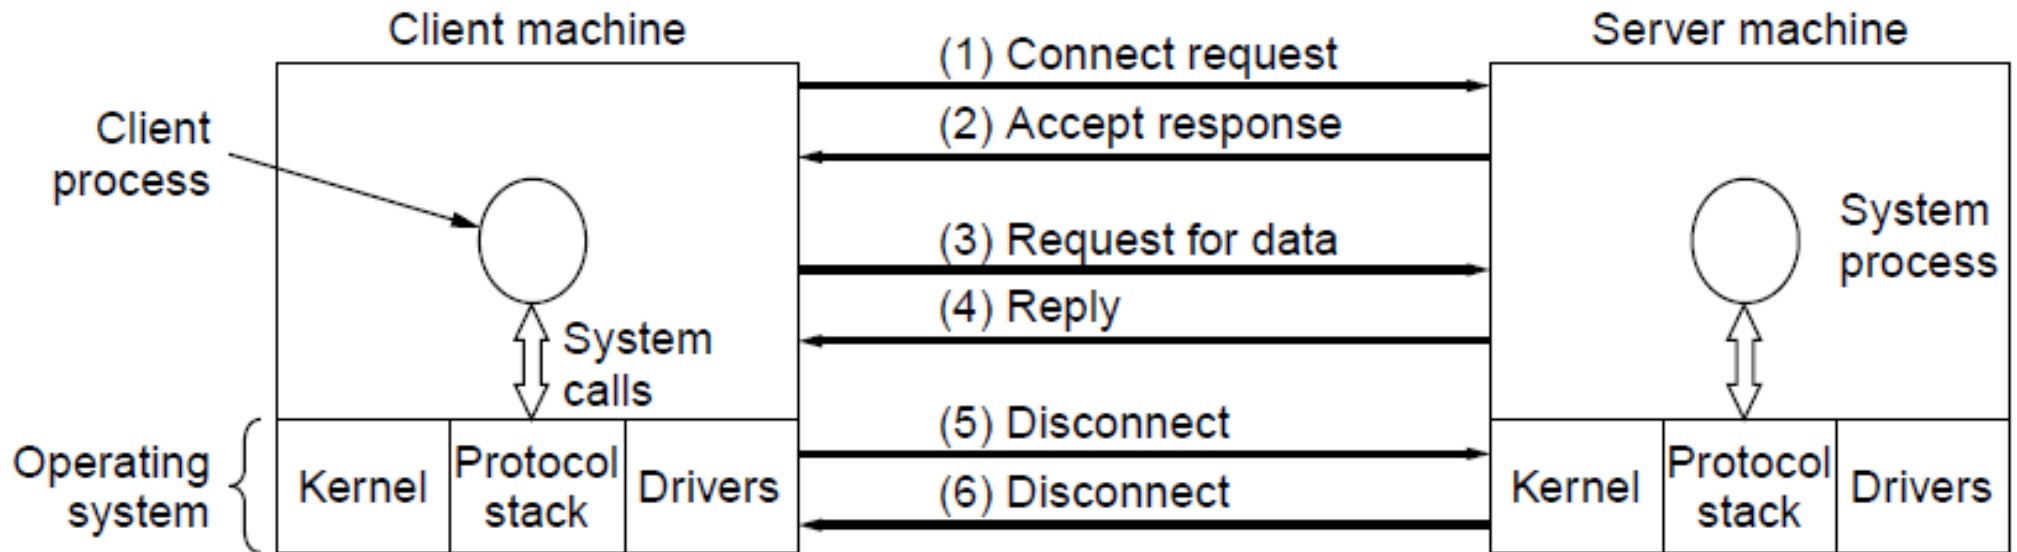 Client machine
Server machine
(1) Connect request
(2) Accept response
Client
process
(3) Request for data
(4) Reply
System
process
System
calls
(5) Disconnect
(6) Disconnect
Operating
system
Kernel
Protocol
stack
Drivers
Kernel
Protocol
stack
Drivers